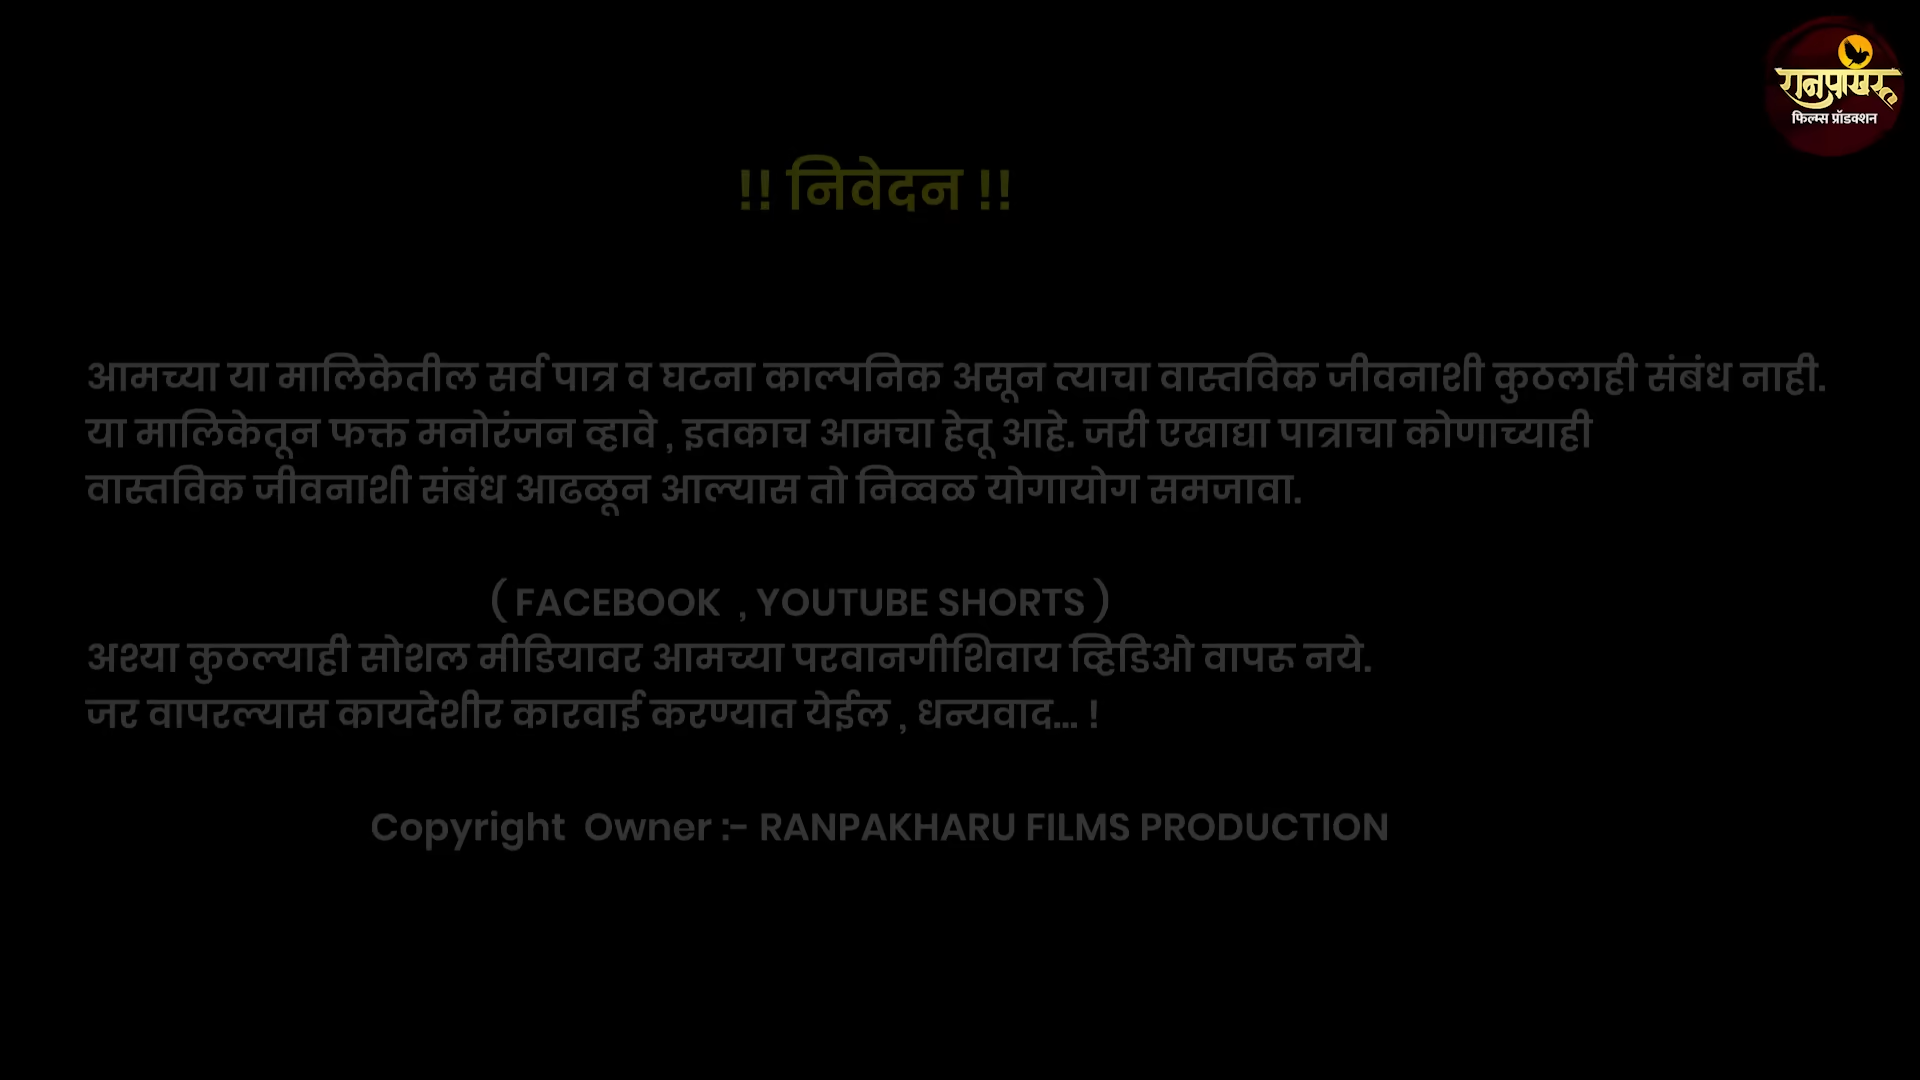 रानपाखरू
फिल्म्स प्रॉडक्शन
!! निवेदन !!
आमच्या या मालिकेतील सर्व पात्र व घटना काल्पनिक असून त्याचा वास्तविक जीवनाशी कुठलाही संबंध नाही.
या मालिकेतून फक्त मनोरंजन व्हावे , इतकाच आमचा हेतू आहे. जरी एखाद्या पात्राचा कोणाच्याही
वास्तविक जीवनाशी संबंध आढळून आल्यास तो निव्वळ योगायोग समजावा.
( FACEBOOK , YOUTUBE SHORTS )
अश्या कुठल्याही सोशल मीडियावर आमच्या परवानगीशिवाय व्हिडिओ वापरू नये.
जर वापरल्यास कायदेशीर कारवाई करण्यात येईल , धन्यवाद... !
Copyright Owner :- RANPAKHARU FILMS PRODUCTION